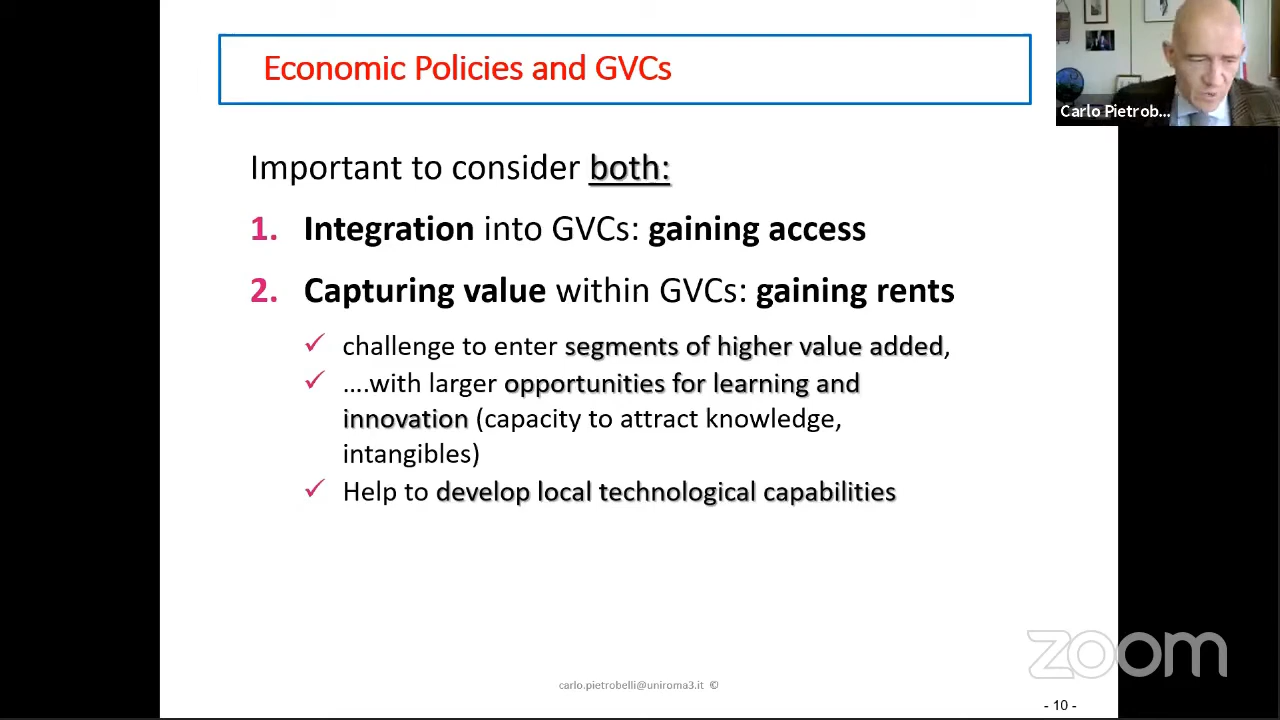 Economic Policies and GVCs
Carlo Pietrob...
Important to consider both:
1. Integration into GVCs: gaining access
2. Capturing value within GVCs: gaining rents
✓ challenge to enter segments of higher value added,
✓ ....with larger opportunities for learning and
innovation (capacity to attract knowledge,
intangibles)
✓ Help to develop local technological capabilities
zoom
carlo.pietrobelli@uniroma3.it ©
- 10 -